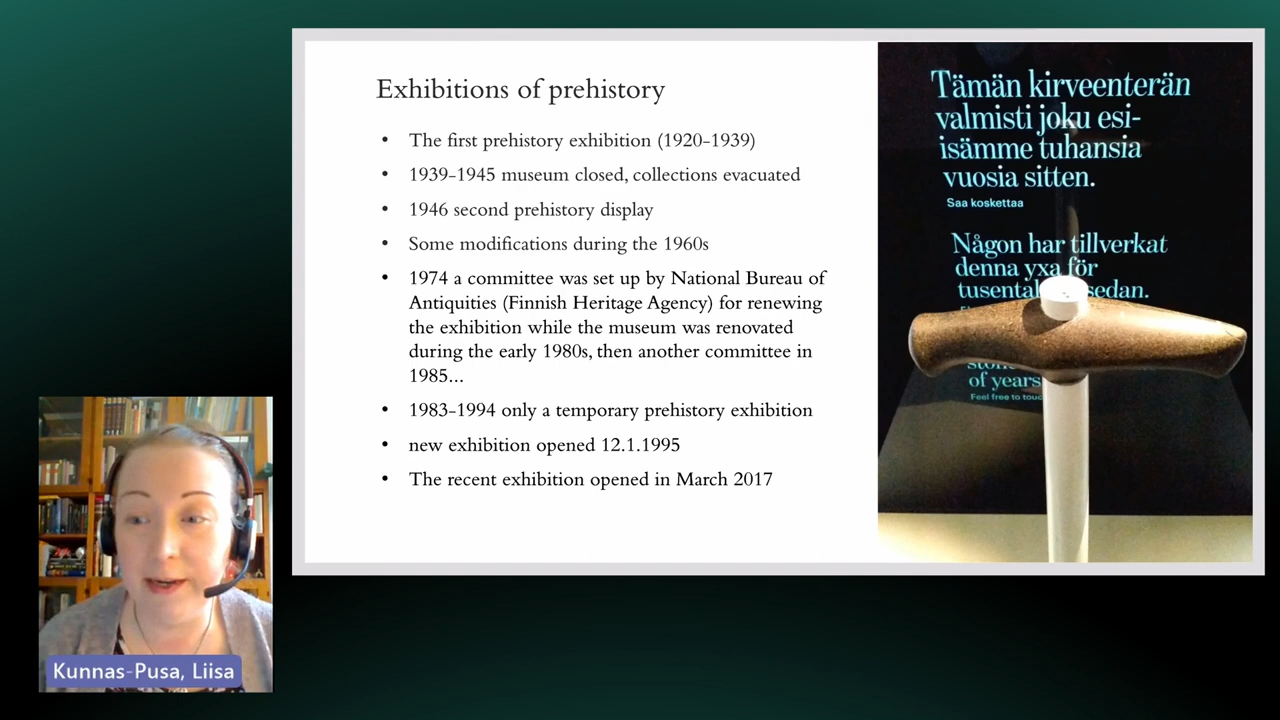 Exhibitions of prehistory
• The first prehistory exhibition (1920-1939)
• 1939-1945 museum closed, collections evacuated
• 1946 second prehistory display
• Some modifications during the 1960s
• 1974 a committee was set up by National Bureau of
Antiquities (Finnish Heritage Agency) for renewing
the exhibition while the museum was renovated
during the early 1980s, then another committee in
1985...
• 1983-1994 only a temporary prehistory exhibition
• new exhibition opened 12.1.1995
• The recent exhibition opened in March 2017
Tämän kirveenterän
valmisti joku esi-
isämme tuhansia
vuosia sitten.
Saa koskettaa
Någon har tillverkat
denna yxa för
sedan.
of years
Feel free to
Kunnas-Pusa, Liisa